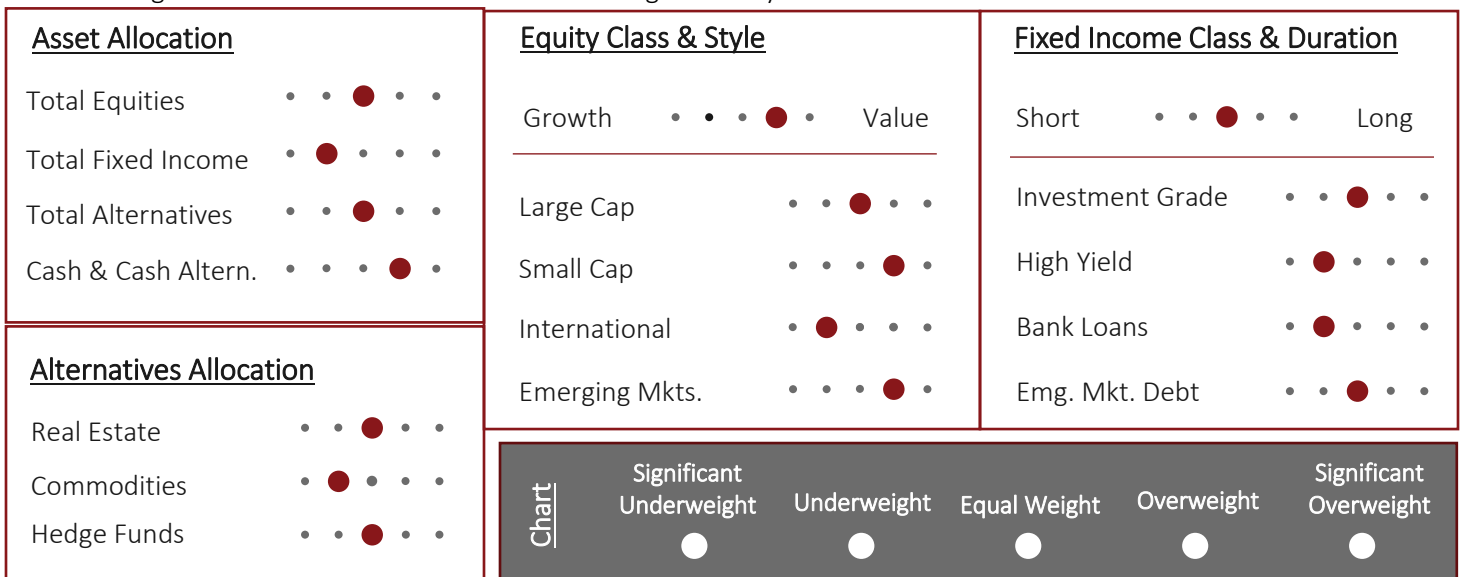 Asset Allocation
Total Equities
Total Fixed Income
Total Alternatives
Cash & Cash Altern.
Alternatives Allocation
Real Estate
Commodities
Hedge Funds
Equity Class & Style
Growth Value
Large Cap
Small Cap
International
Emerging Mkts.
Fixed Income Class & Duration
Short Long
Investment Grade
High Yield
Bank Loans
Emg. Mkt. Debt
Chart
Significant
Underweight
Underweight
Equal Weight
Overweight
Significant
Overweight